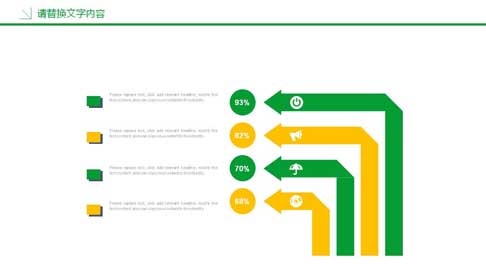 请替换文字内容
Please replace text, click add relevant headline, modify the
text content, also can copy your content to this directly.
93%
Please replace text, click add relevant headline, modify the
text content, also can copy your content to this directly.
82%
Please replace text, click add relevant headline, modify the
text content, also can copy your content to this directly.
70%
Please replace text, click add relevant headline, modify the
text content, also can copy your content to this directly.
68%